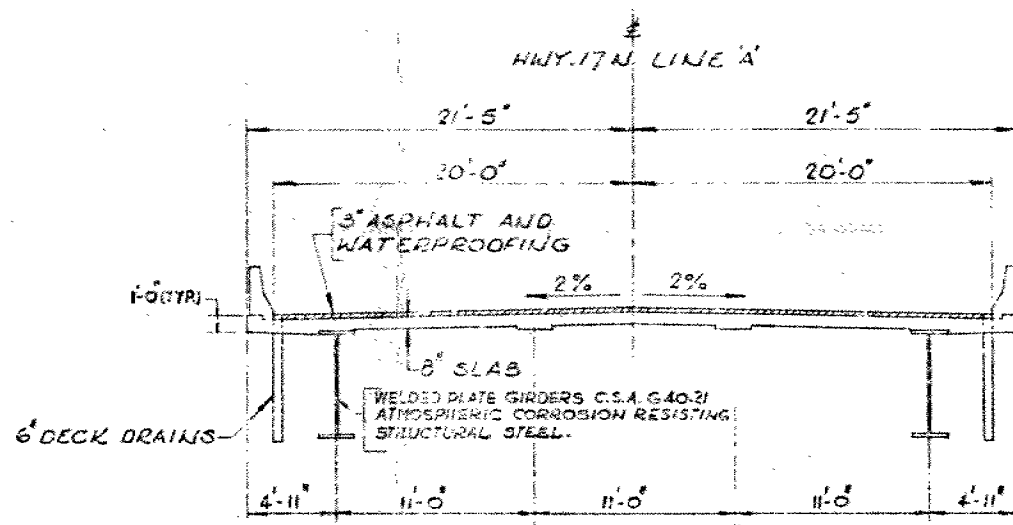 ℄
HWY.17N LINE 'A'
21'-5"
21'-5"
20'-0"
20'-0"
3" ASPHALT AND
WATERPROOFING
2%
2%
1'-0"(TYP.)
8" SLAB
WELDED PLATE GIRDERS C.S.A. G40.21
ATMOSPHERIC CORROSION RESISTING
STRUCTURAL STEEL.
6" DECK DRAINS
4'-11"
11'-0"
11'-0"
11'-0"
4'-11"